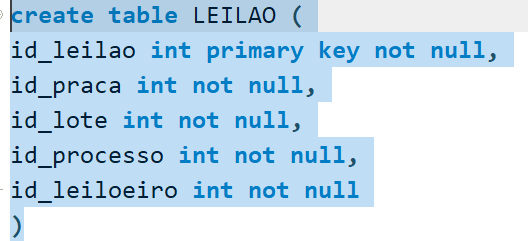 create table LEILAO (
id_leilao int primary key not null,
id_praca int not null,
id_lote int not null,
id_processo int not null,
id_leiloeiro int not null
)